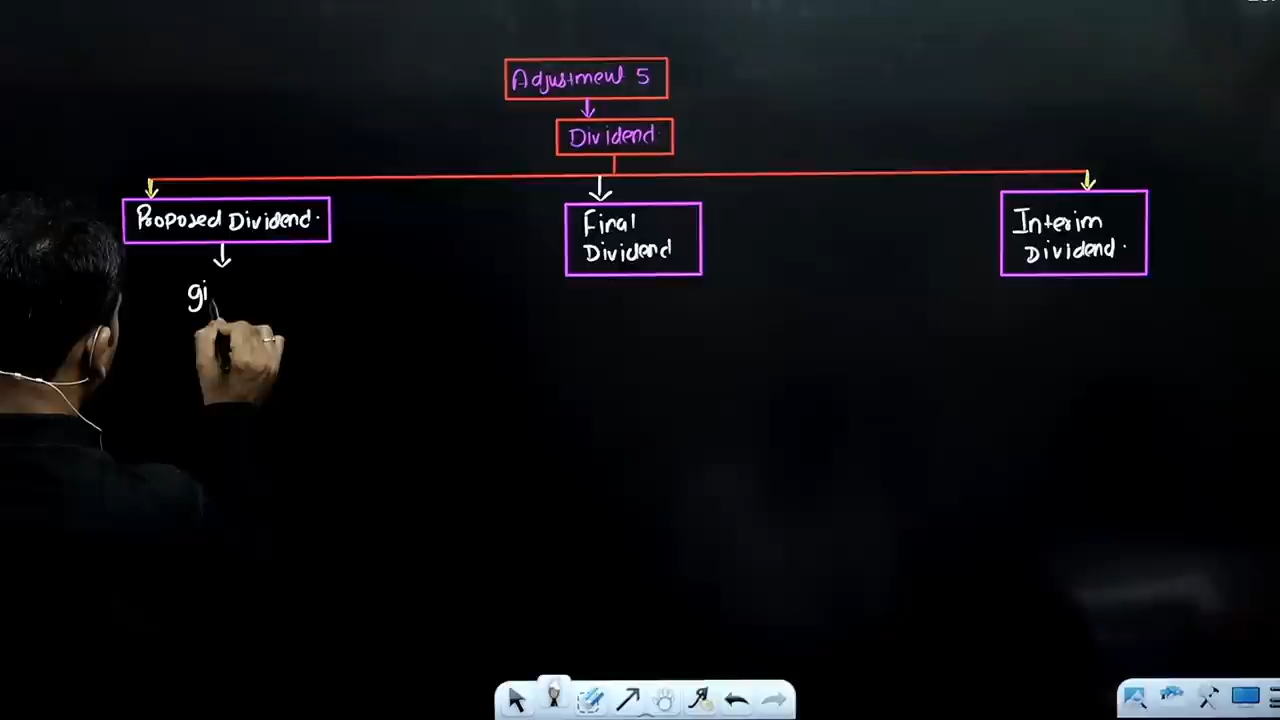 Adjustment 5
Dividend
Proposed Dividend.
Final
Dividend
Interim
Dividend.
gi